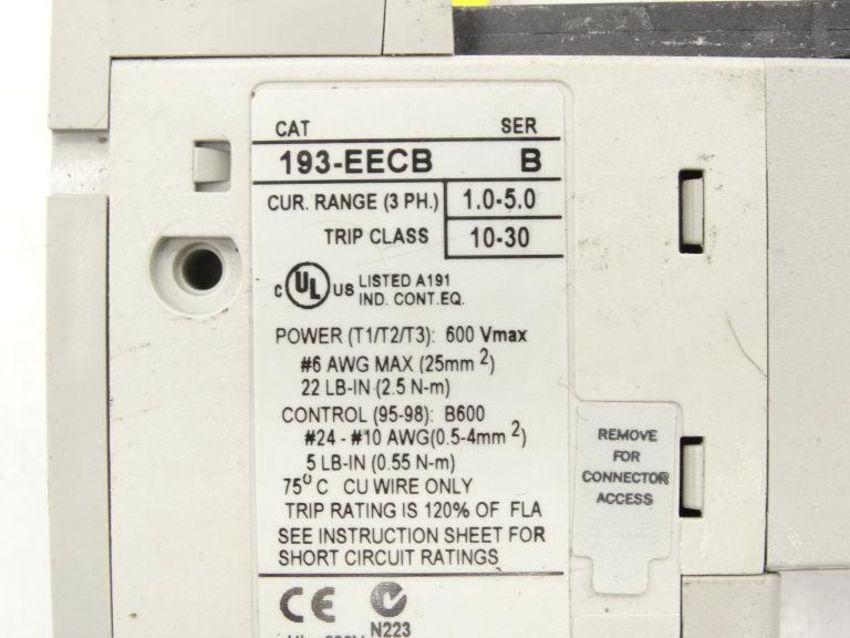 CAT SER
193-EECB B
CUR. RANGE (3 PH.) 1.0-5.0
TRIP CLASS 10-30
C UL US LISTED A191
IND. CONT.EQ.
POWER (T1/T2/T3): 600 Vmax
#6 AWG MAX (25mm ²)
22 LB-IN (2.5 N-m)
CONTROL (95-98): B600
#24 - #10 AWG(0.5-4mm ²)
5 LB-IN (0.55 N-m)
75° C CU WIRE ONLY
TRIP RATING IS 120% OF FLA
SEE INSTRUCTION SHEET FOR
SHORT CIRCUIT RATINGS
REMOVE
FOR
CONNECTOR
ACCESS
CE
N223